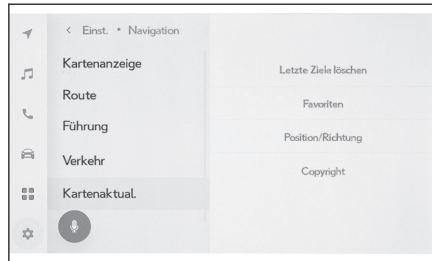 < Einst. • Navigation
Kartenanzeige
Route
Führung
Verkehr
Kartenaktual.
Letzte Ziele löschen
Favoriten
Position/Richtung
Copyright